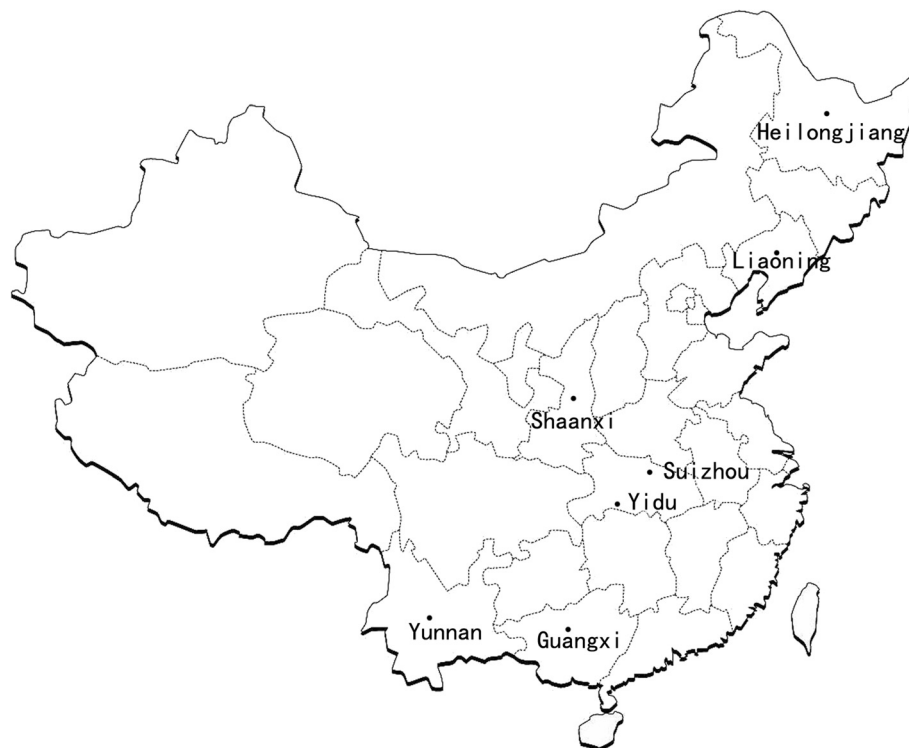 Heilongjiang
Liaoning
Shaanxi
Suizhou
Yidu
Yunnan
Guangxi